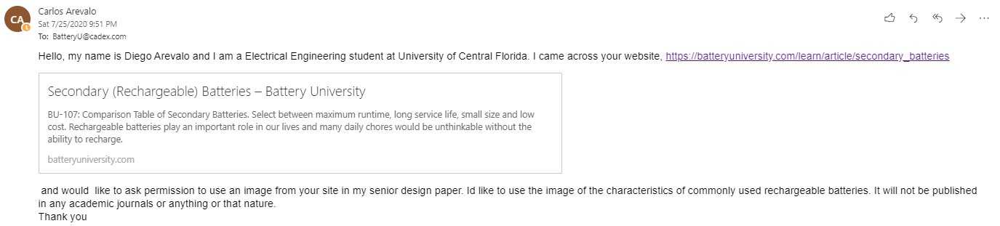 CA
Carlos Arevalo
Sat 7/25/2020 9:51 PM
To: BatteryU@cadex.com
Hello, my name is Diego Arevalo and I am a Electrical Engineering student at University of Central Florida. I came across your website, https://batteryuniversity.com/learn/article/secondary_batteries
Secondary (Rechargeable) Batteries – Battery University
BU-107: Comparison Table of Secondary Batteries. Select between maximum runtime, long service life, small size and low
cost. Rechargeable batteries play an important role in our lives and many daily chores would be unthinkable without the
ability to recharge.
batteryuniversity.com
and would  like to ask permission to use an image from your site in my senior design paper. Id like to use the image of the characteristics of commonly used rechargeable batteries. It will not be published
in any academic journals or anything or that nature.
Thank you